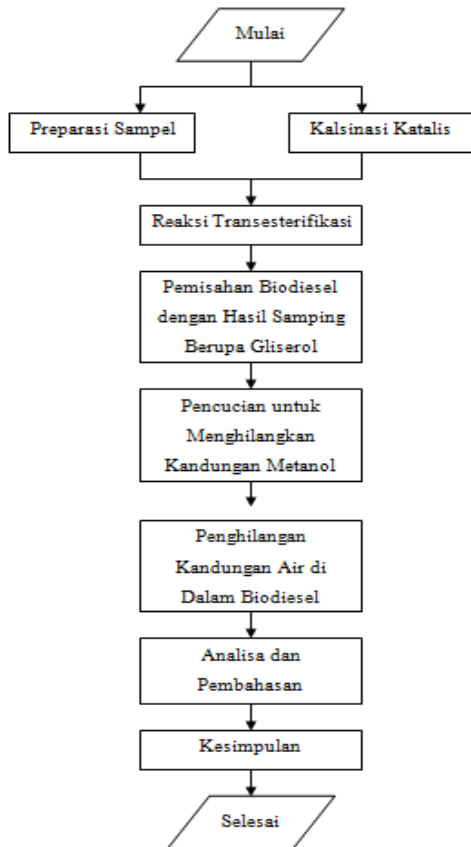 Mulai
Preparasi Sampel
Kalsinasi Katalis
Reaksi Transesterifikasi
Pemisahan Biodiesel
dengan Hasil Samping
Berupa Gliserol
Pencucian untuk
Menghilangkan
Kandungan Metanol
Penghilangan
Kandungan Air di
Dalam Biodiesel
Analisa dan
Pembahasan
Kesimpulan
Selesai